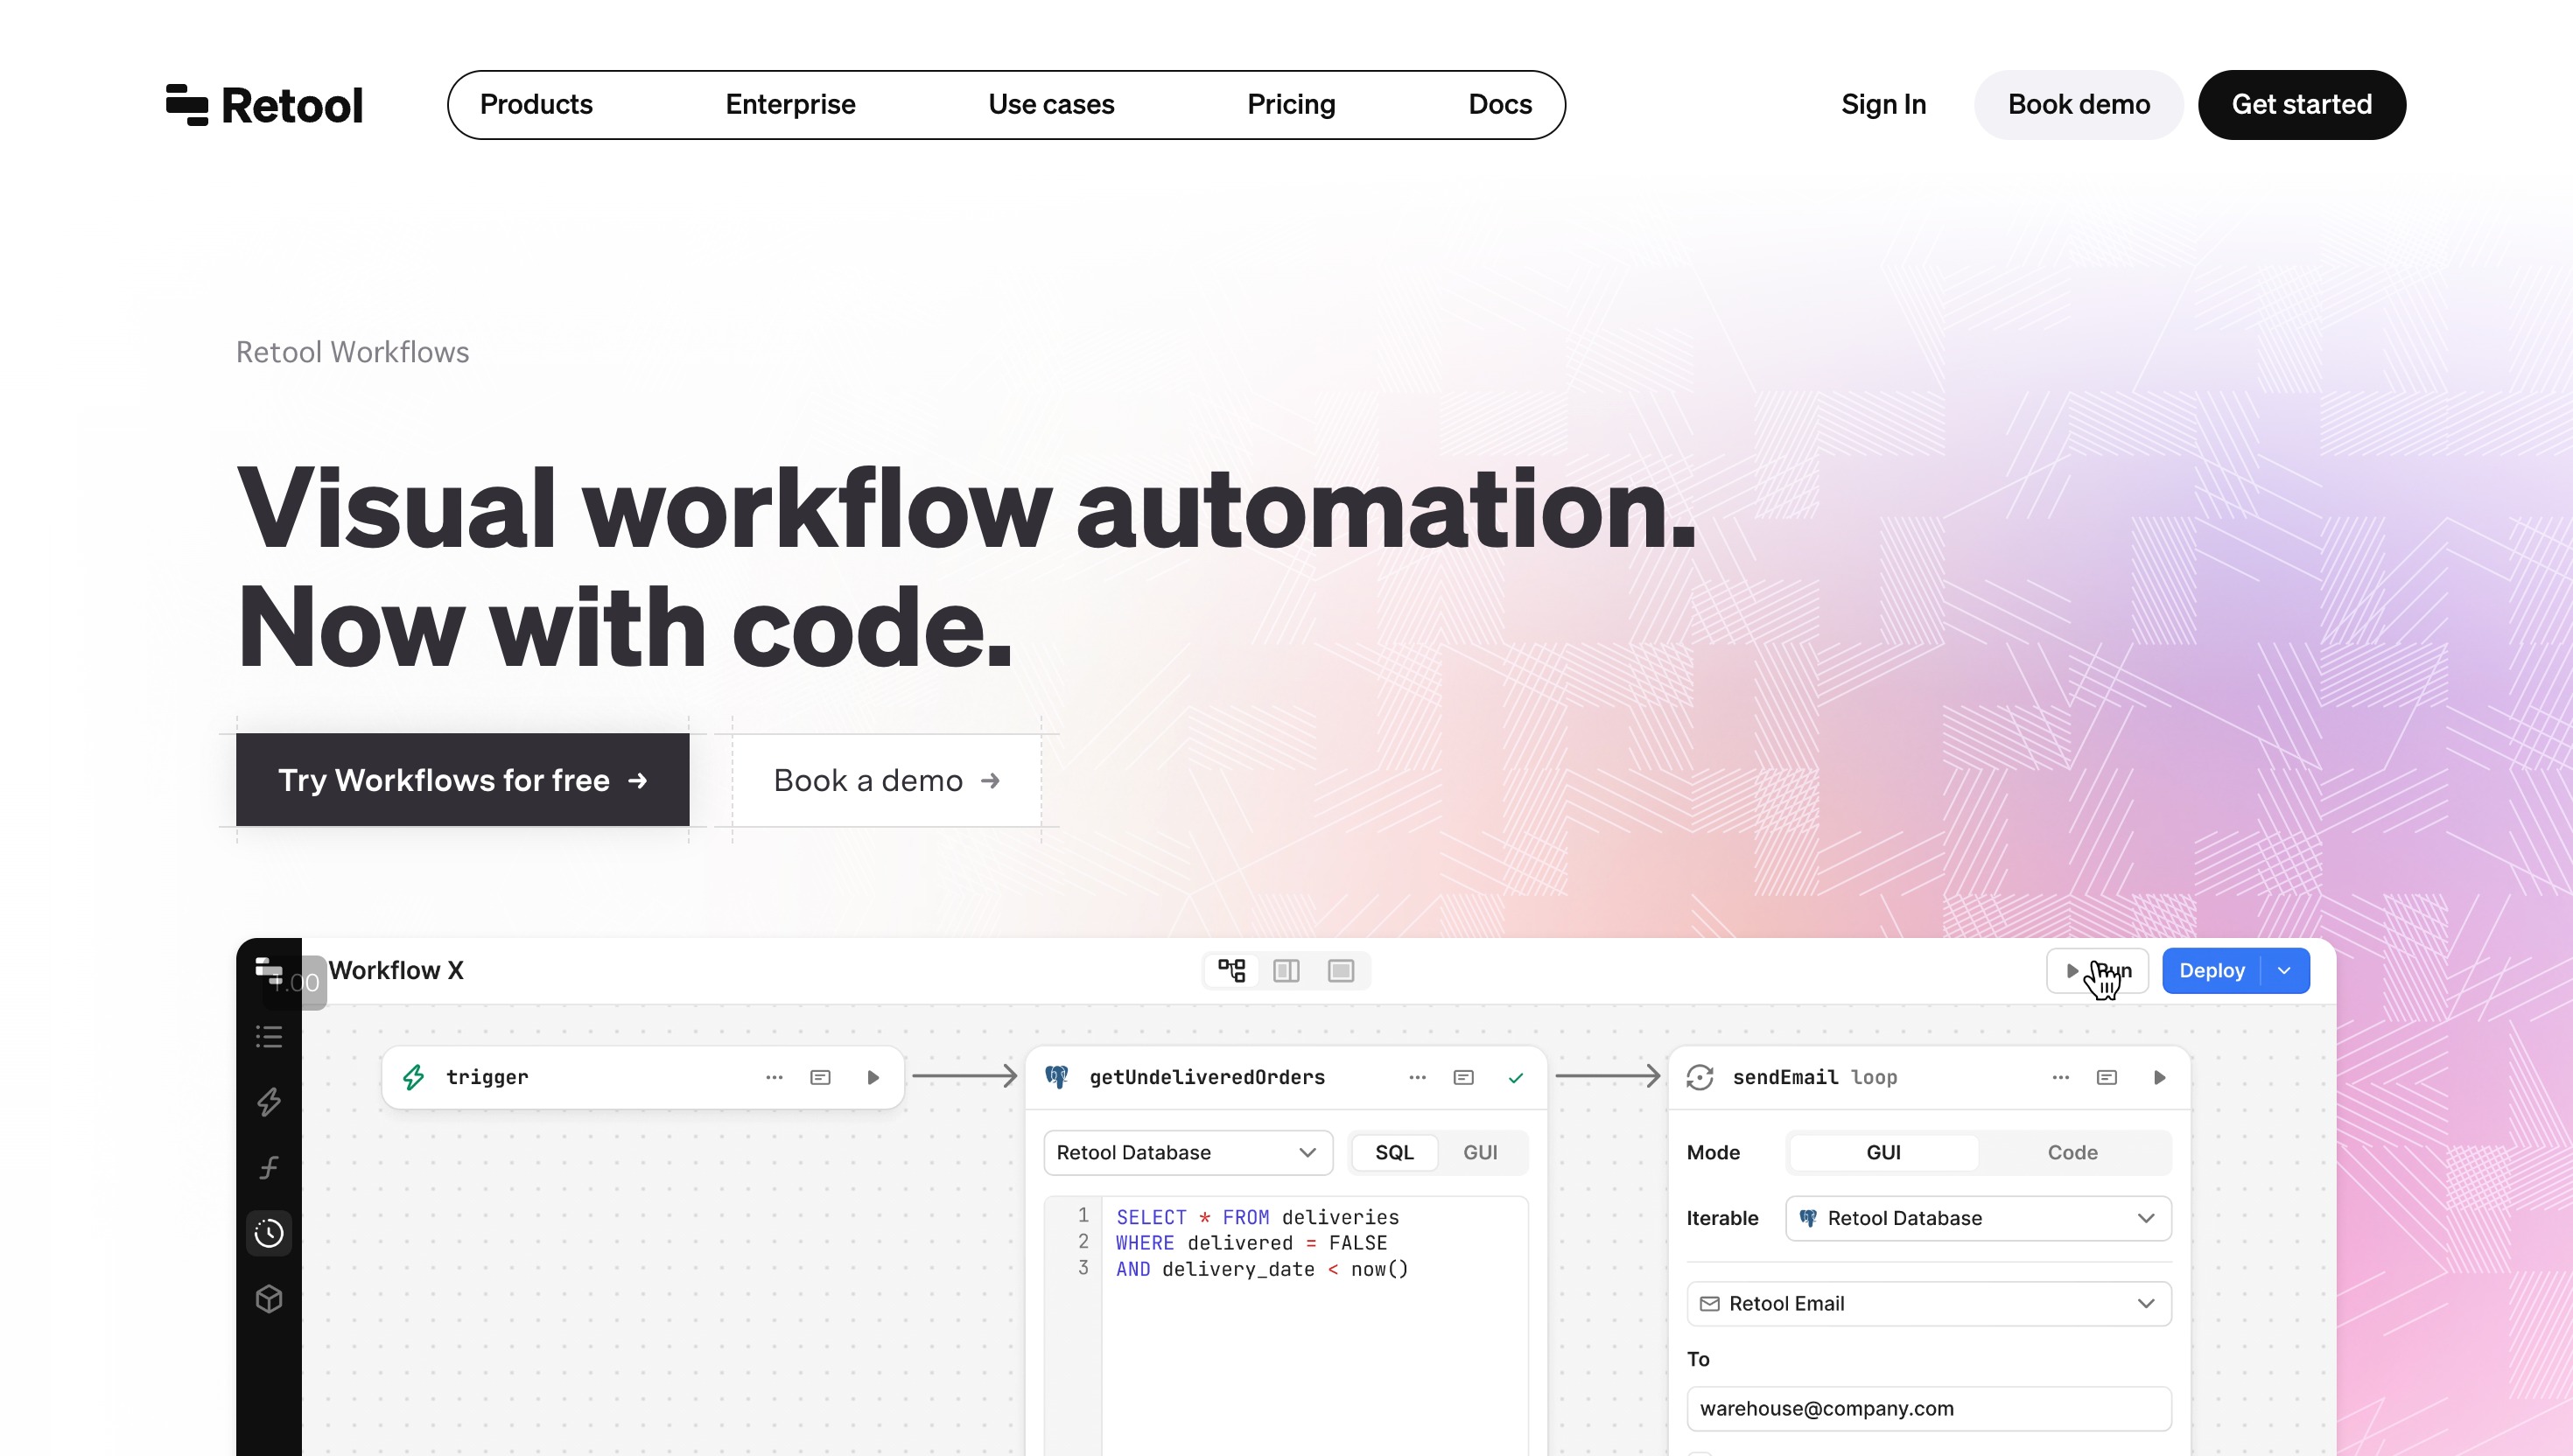 Retool
Products
Enterprise
Use cases
Pricing
Docs
Sign In
Book demo
Get started
Retool Workflows
Visual workflow automation.
Now with code.
Try Workflows for free →
Book a demo →
1.00
Workflow X
Run
Deploy
trigger
getUndeliveredOrders
sendEmail loop
Retool Database
SQL
GUI
1 SELECT * FROM deliveries
2 WHERE delivered = FALSE
3 AND delivery_date < now()
Mode
GUI
Code
Iterable
Retool Database
Retool Email
To
warehouse@company.com